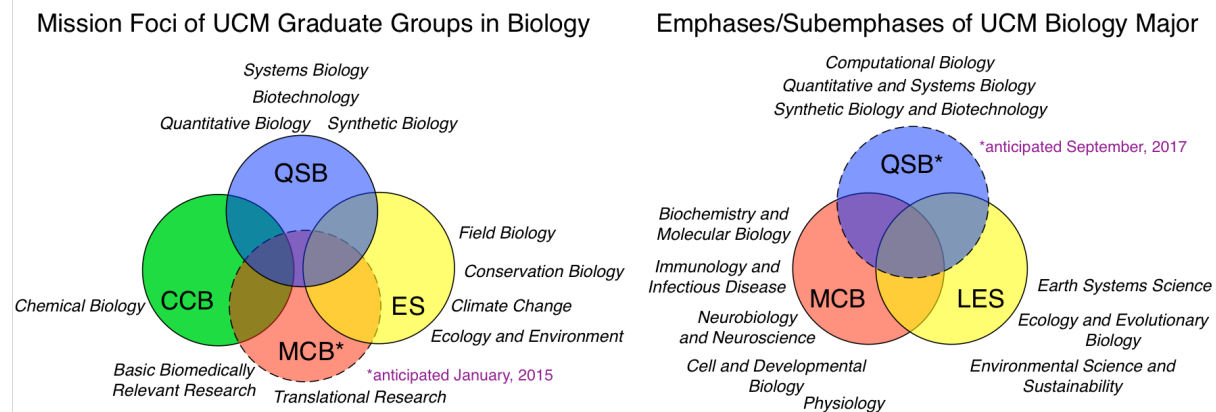 Mission Foci of UCM Graduate Groups in Biology
Systems Biology
Biotechnology
Quantitative Biology
Synthetic Biology
QSB
Field Biology
Conservation Biology
Chemical Biology
CCB
ES
Climate Change
Ecology and Environment
MCB*
Basic Biomedically
Relevant Research
*anticipated January, 2015
Translational Research
Emphases/Subemphases of UCM Biology Major
Computational Biology
Quantitative and Systems Biology
Synthetic Biology and Biotechnology
*anticipated September, 2017
QSB*
Biochemistry and
Molecular Biology
Immunology and
Infectious Disease
MCB
LES
Earth Systems Science
Neurobiology
and Neuroscience
Ecology and Evolutionary
Biology
Cell and Developmental
Biology
Environmental Science and
Sustainability
Physiology